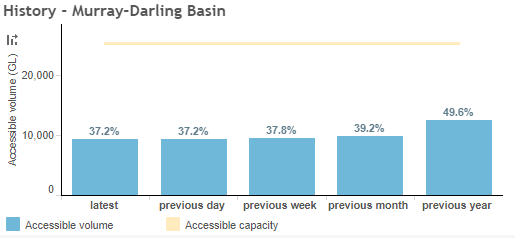 History - Murray-Darling Basin
Accessible volume (GL)
20,000
10,000
0
37.2%
37.2%
37.8%
39.2%
49.6%
latest
previous day
previous week
previous month
previous year
Accessible volume
Accessible capacity